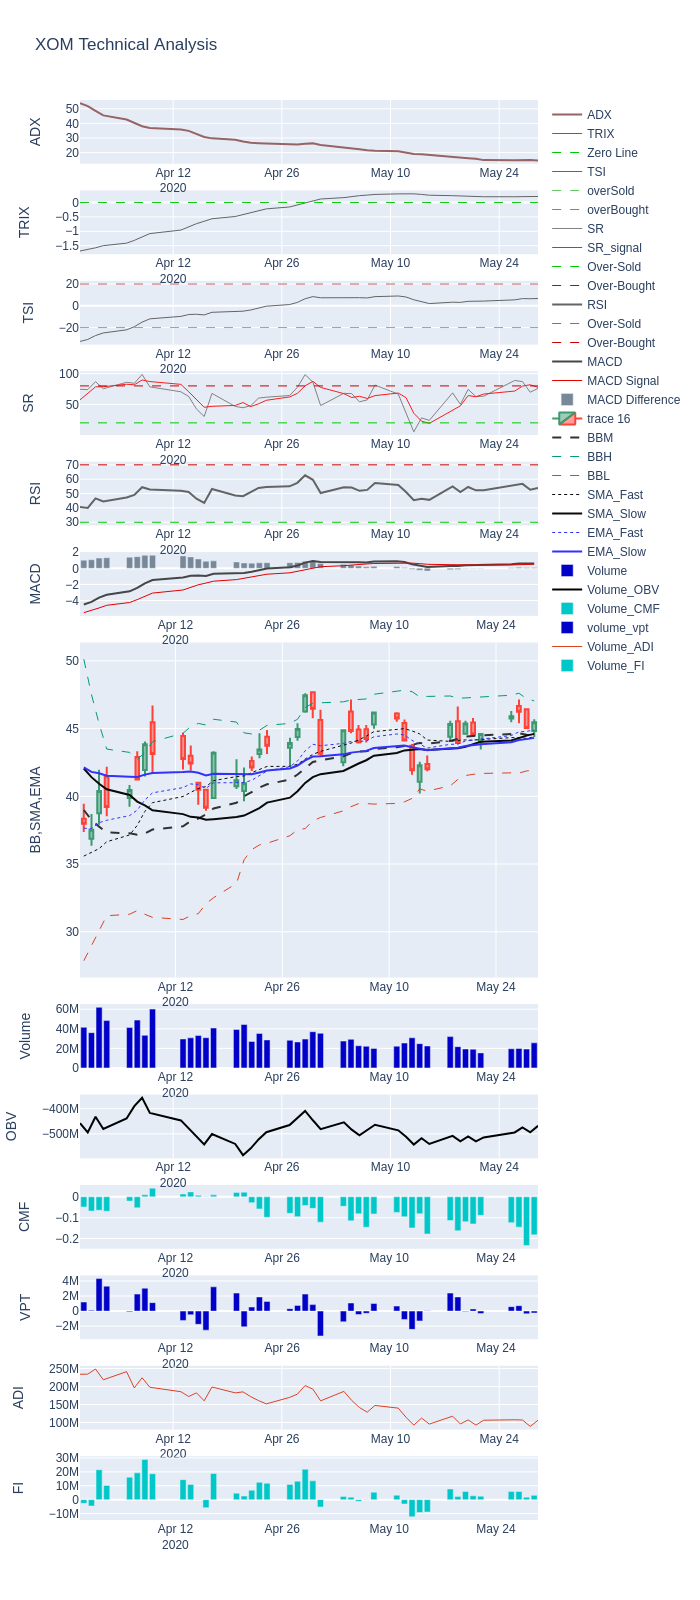 XOM Technical Analysis
ADX
50
40
30
20
Apr 12
2020
Apr 26
May 10
May 24
TRIX
0
−0.5
−1
−1.5
Apr 12
2020
Apr 26
May 10
May 24
TSI
20
0
−20
Apr 12
2020
Apr 26
May 10
May 24
SR
100
50
Apr 12
2020
Apr 26
May 10
May 24
RSI
70
60
50
40
30
Apr 12
2020
Apr 26
May 10
May 24
MACD
2
0
−2
−4
Apr 12
2020
Apr 26
May 10
May 24
BB,SMA,EMA
50
45
40
35
30
Apr 12
2020
Apr 26
May 10
May 24
Volume
60M
40M
20M
0
Apr 12
2020
Apr 26
May 10
May 24
OBV
−400M
−500M
Apr 12
2020
Apr 26
May 10
May 24
CMF
0
−0.1
−0.2
Apr 12
2020
Apr 26
May 10
May 24
VPT
4M
2M
0
−2M
Apr 12
2020
Apr 26
May 10
May 24
ADI
250M
200M
150M
100M
Apr 12
2020
Apr 26
May 10
May 24
FI
30M
20M
10M
0
−10M
Apr 12
2020
Apr 26
May 10
May 24
ADX
TRIX
Zero Line
TSI
overSold
overBought
SR
SR_signal
Over-Sold
Over-Bought
RSI
Over-Sold
Over-Bought
MACD
MACD Signal
MACD Difference
trace 16
BBM
BBH
BBL
SMA_Fast
SMA_Slow
EMA_Fast
EMA_Slow
Volume
Volume_OBV
Volume_CMF
volume_vpt
Volume_ADI
Volume_FI